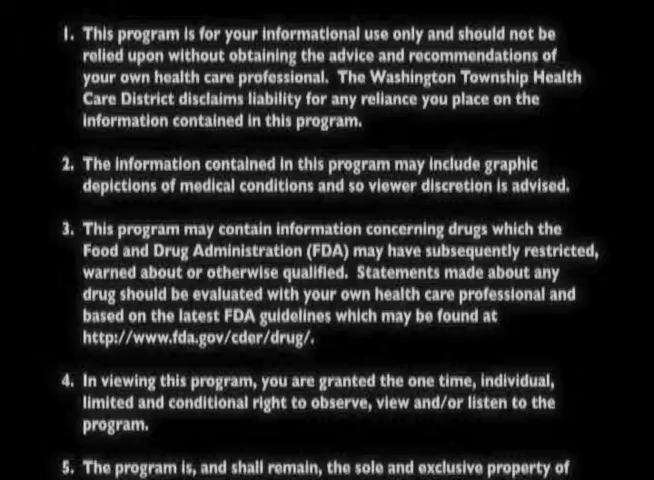 1. This program is for your informational use only and should not be
relied upon without obtaining the advice and recommendations of
your own health care professional. The Washington Township Health
Care District disclaims liability for any reliance you place on the
information contained in this program.
2. The information contained in this program may include graphic
depictions of medical conditions and so viewer discretion is advised.
3. This program may contain information concerning drugs which the
Food and Drug Administration (FDA) may have subsequently restricted,
warned about or otherwise qualified. Statements made about any
drug should be evaluated with your own health care professional and
based on the latest FDA guidelines which may be found at
http://www.fda.gov/cder/drug/.
4. In viewing this program, you are granted the one time, individual,
limited and conditional right to observe, view and/or listen to the
program.
5. The program is, and shall remain, the sole and exclusive property of